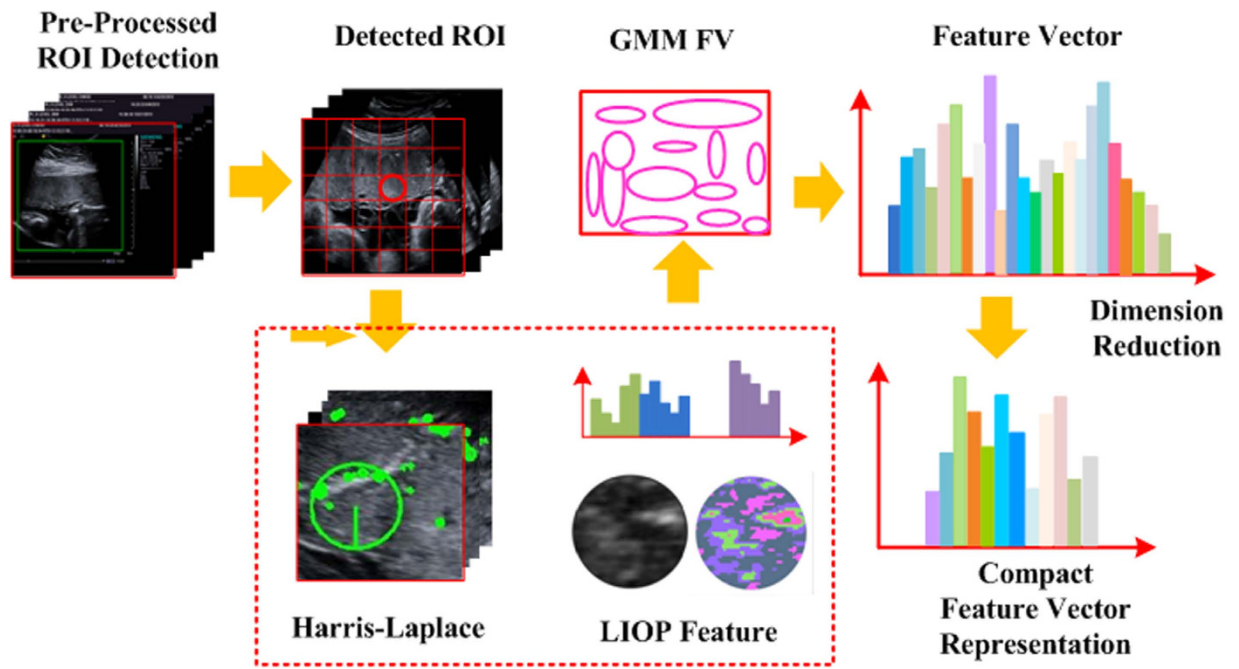 Pre-Processed
ROI Detection
Detected ROI
GMM FV
Feature Vector
Dimension
Reduction
Harris-Laplace
LIOP Feature
Compact
Feature Vector
Representation